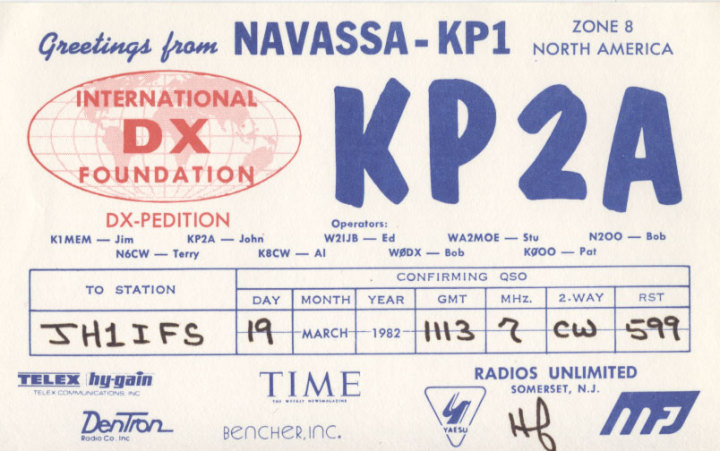 Greetings from NAVASSA - KP1
ZONE 8
NORTH AMERICA
INTERNATIONAL
DX
FOUNDATION
DX-PEDITION
KP2A
Operators:
K1MEM — Jim KP2A — John W2IJB — Ed WA2MOE — Stu N2OO — Bob
N6CW — Terry K8CW — Al WØDX — Bob KØOO — Pat
TO STATION
CONFIRMING QSO
DAY MONTH YEAR GMT MHZ. 2-WAY RST
JH1IFS 19 MARCH 1982 1113 7 CW 599
TELEX hy-gain
TELEX COMMUNICATIONS, INC
TIME
THE WEEKLY NEWSMAGAZINE
RADIOS UNLIMITED
SOMERSET, N.J.
DenTron
Radio Co. Inc
BENCHER, INC.
YAESU
MFJ